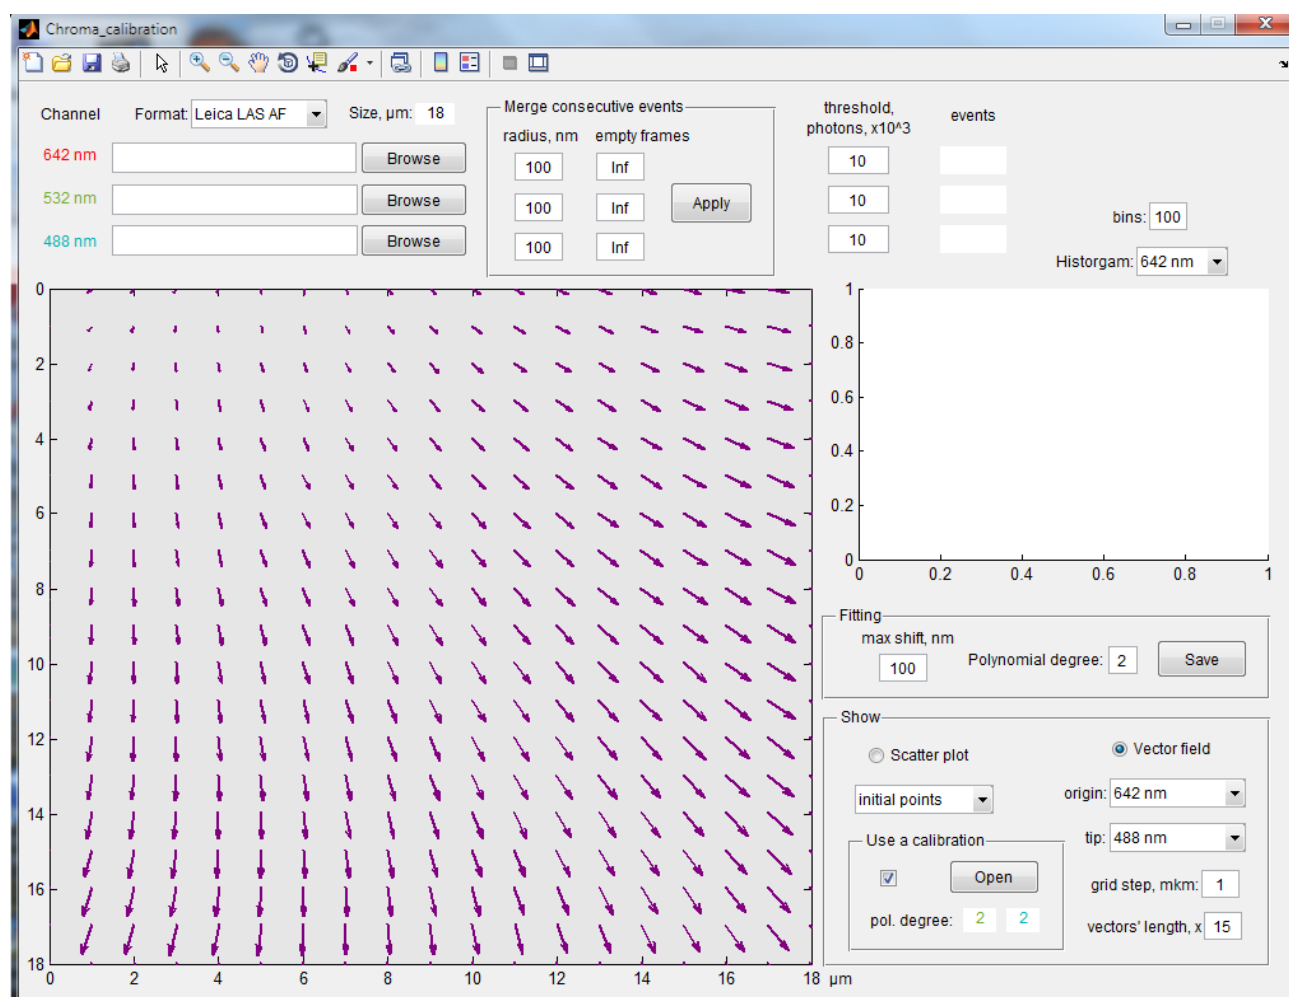 Chroma_calibration
Channel Format: Leica LAS AF Size, µm: 18
642 nm Browse
532 nm Browse
488 nm Browse
Merge consecutive events
radius, nm empty frames
100 Inf
100 Inf
100 Inf
Apply
threshold,
photons, x10^3
events
10
10
10
bins: 100
Historgam: 642 nm
0
2
4
6
8
10
12
14
16
18
0 2 4 6 8 10 12 14 16 18 µm
1
0.8
0.6
0.4
0.2
0
0 0.2 0.4 0.6 0.8 1
Fitting
max shift, nm
100
Polynomial degree: 2
Save
Show
Scatter plot
Vector field
initial points
origin: 642 nm
tip: 488 nm
Use a calibration
Open
pol. degree: 2 2
grid step, mkm: 1
vectors' length, x 15